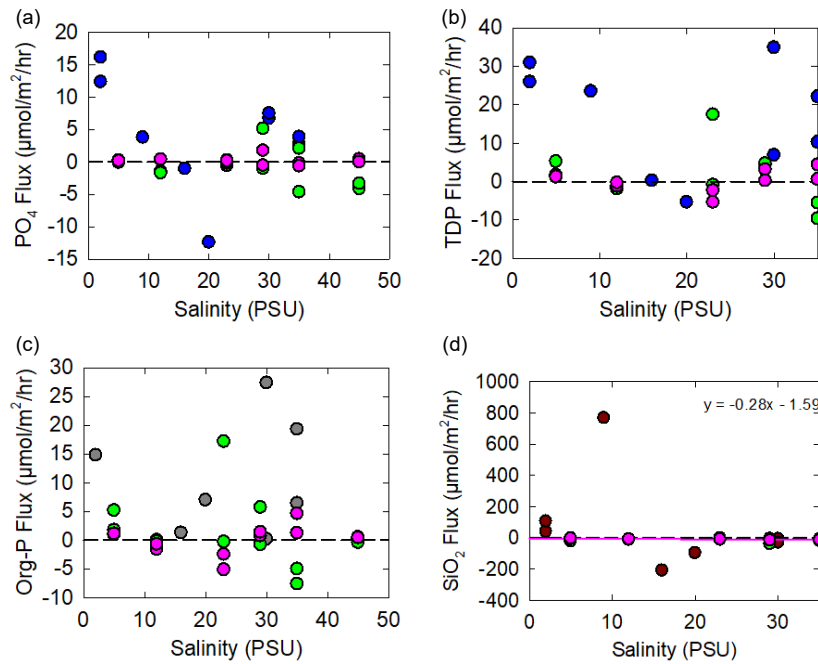 (a)
PO4 Flux (µmol/m²/hr)
20
15
10
5
0
-5
-10
-15
0 10 20 30 40 50
Salinity (PSU)
(b)
TDP Flux (µmol/m²/hr)
40
30
20
10
0
-10
-20
0 10 20 30
Salinity (PSU)
(c)
Org-P Flux (µmol/m²/hr)
30
25
20
15
10
5
0
-5
-10
0 10 20 30 40 50
Salinity (PSU)
(d)
SiO2 Flux (µmol/m²/hr)
1000
800
600
400
200
0
-200
-400
y = -0.28x - 1.59
0 10 20 30
Salinity (PSU)